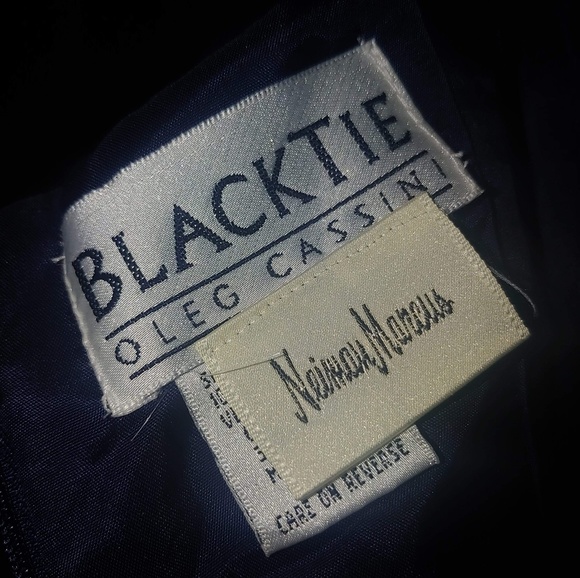 BLACKTIE
OLEG CASSINI
Neiman Marcus
CARE ON REVERSE